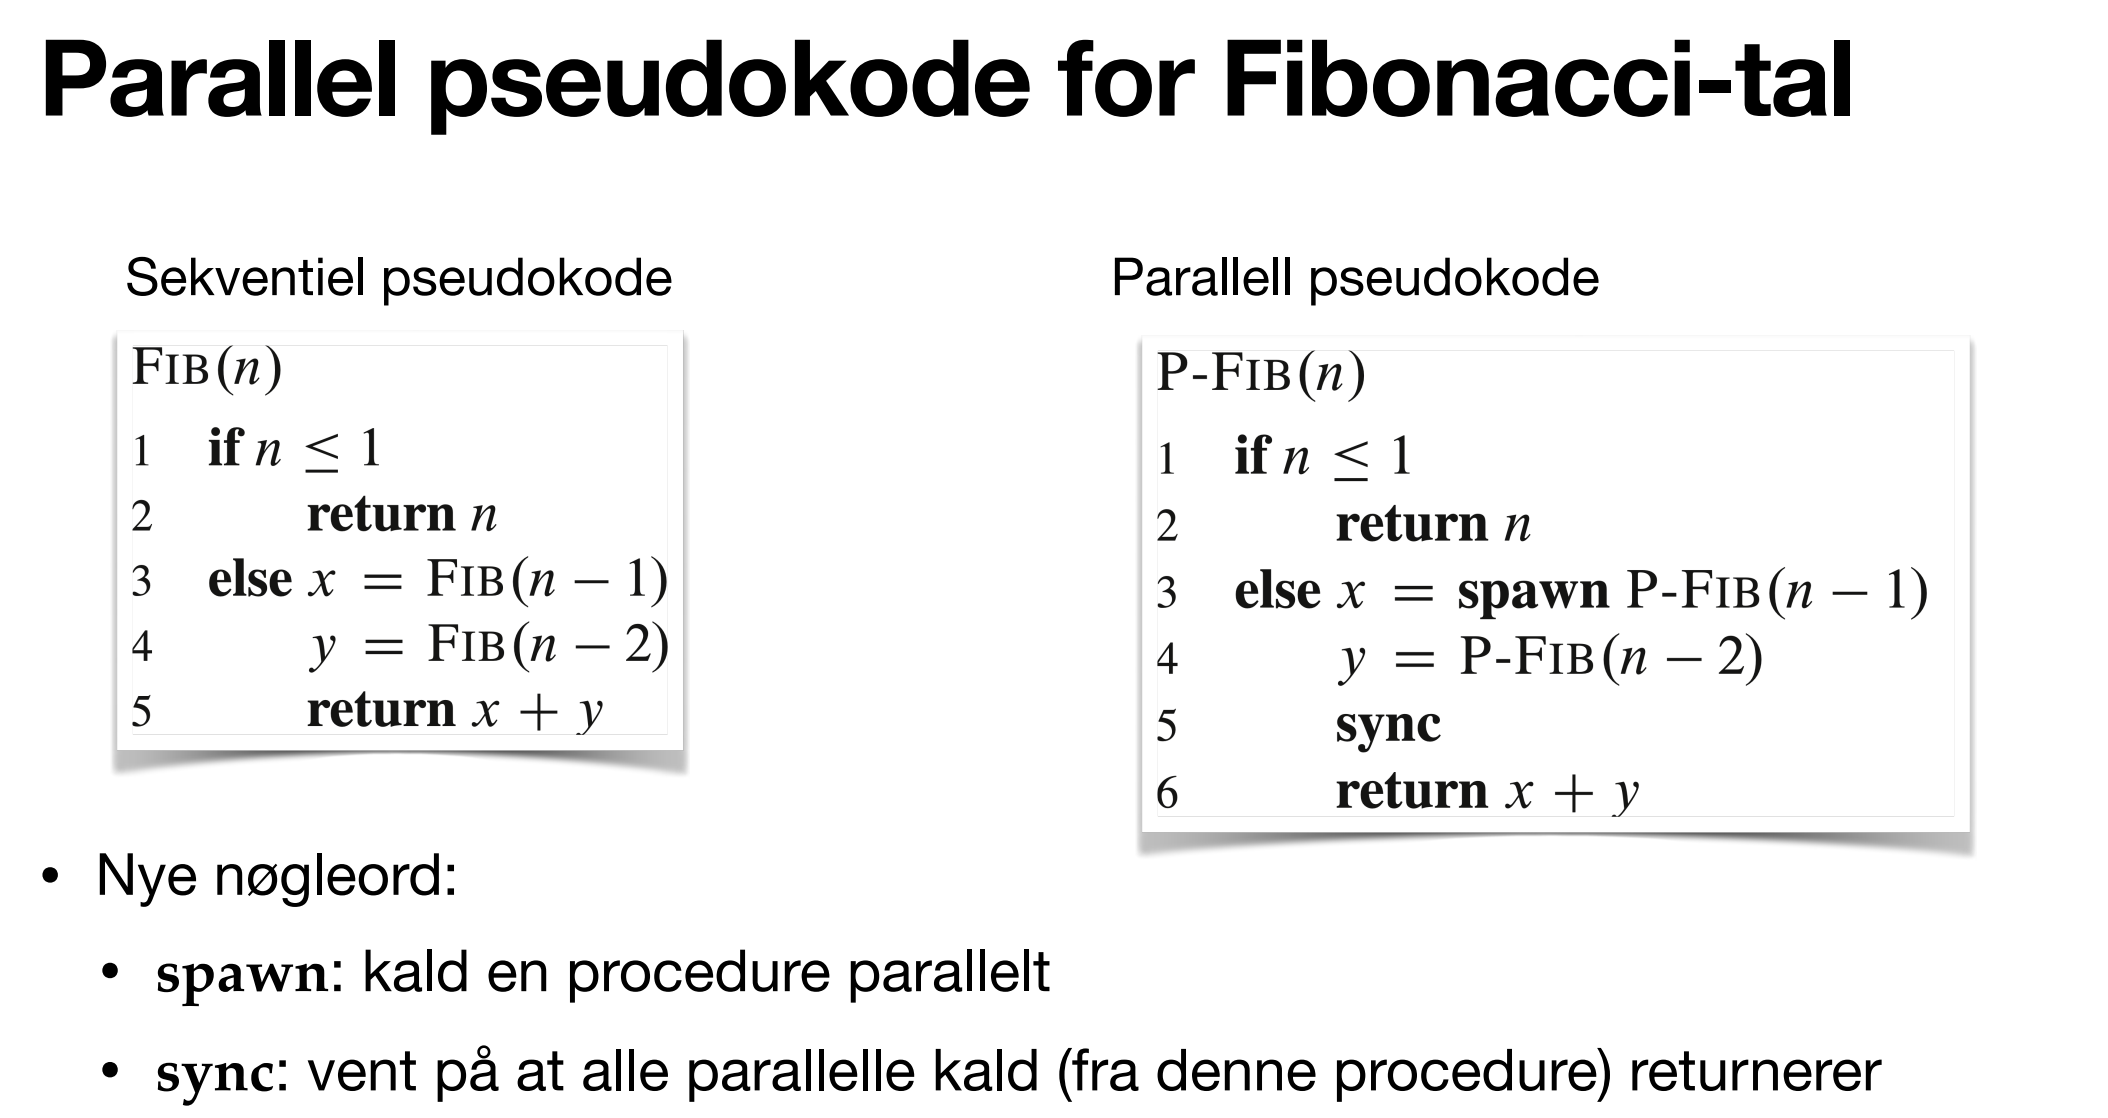 Parallel pseudokode for Fibonacci-tal
Sekventiel pseudokode
FIB(n)
1 if n ≤ 1
2 return n
3 else x = FIB(n − 1)
4 y = FIB(n − 2)
5 return x + y
Parallell pseudokode
P-FIB(n)
1 if n ≤ 1
2 return n
3 else x = spawn P-FIB(n − 1)
4 y = P-FIB(n − 2)
5 sync
6 return x + y
• Nye nøgleord:
• spawn: kald en procedure parallelt
• sync: vent på at alle parallelle kald (fra denne procedure) returnerer